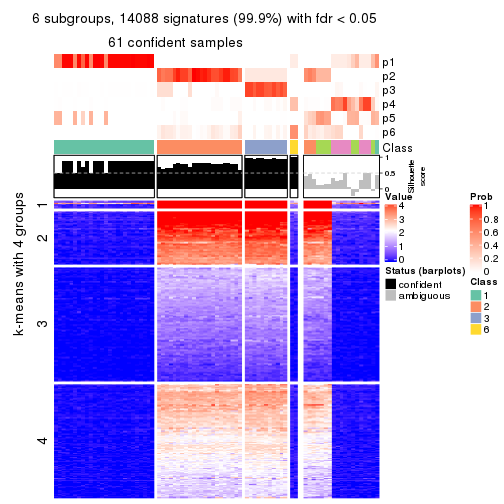 6 subgroups, 14088 signatures (99.9%) with fdr < 0.05
61 confident samples
p1
p2
p3
p4
p5
p6
Class
1
0.5
0
Silhouette
score
k-means with 4 groups
1
2
3
4
Value
4
3
2
1
0
Status (barplots)
confident
ambiguous
Prob
1
0.8
0.6
0.4
0.2
0
Class
1
2
3
6